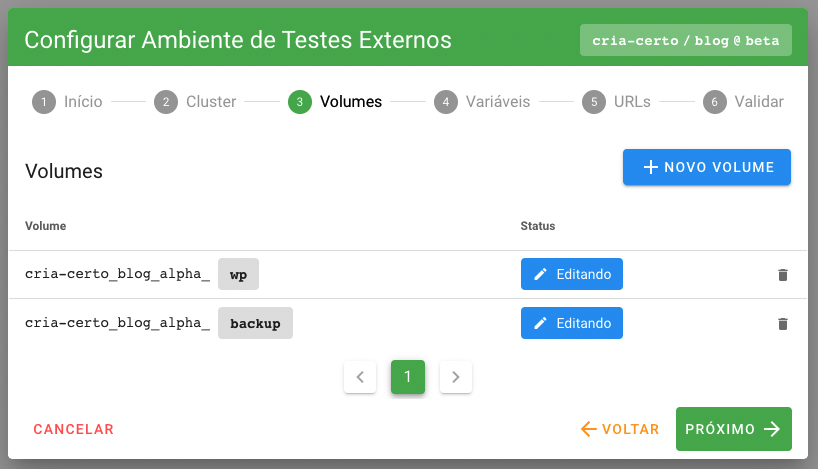 Configurar Ambiente de Testes Externos cria-certo / blog @ beta
1 Início 2 Cluster 3 Volumes 4 Variáveis 5 URLs 6 Validar
Volumes NOVO VOLUME
Volume Status
cria-certo_blog_alpha_ wp Editando
cria-certo_blog_alpha_ backup Editando
1
CANCELAR VOLTAR PRÓXIMO